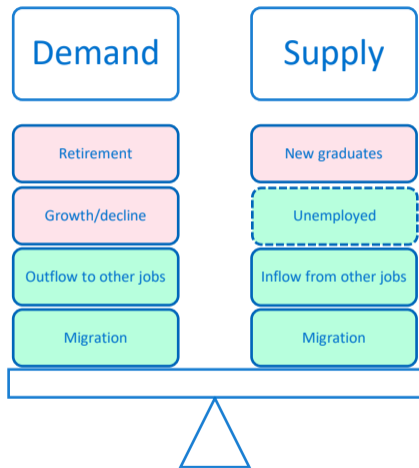 Demand
Supply
Retirement
New graduates
Growth/decline
Unemployed
Outflow to other jobs
Inflow from other jobs
Migration
Migration